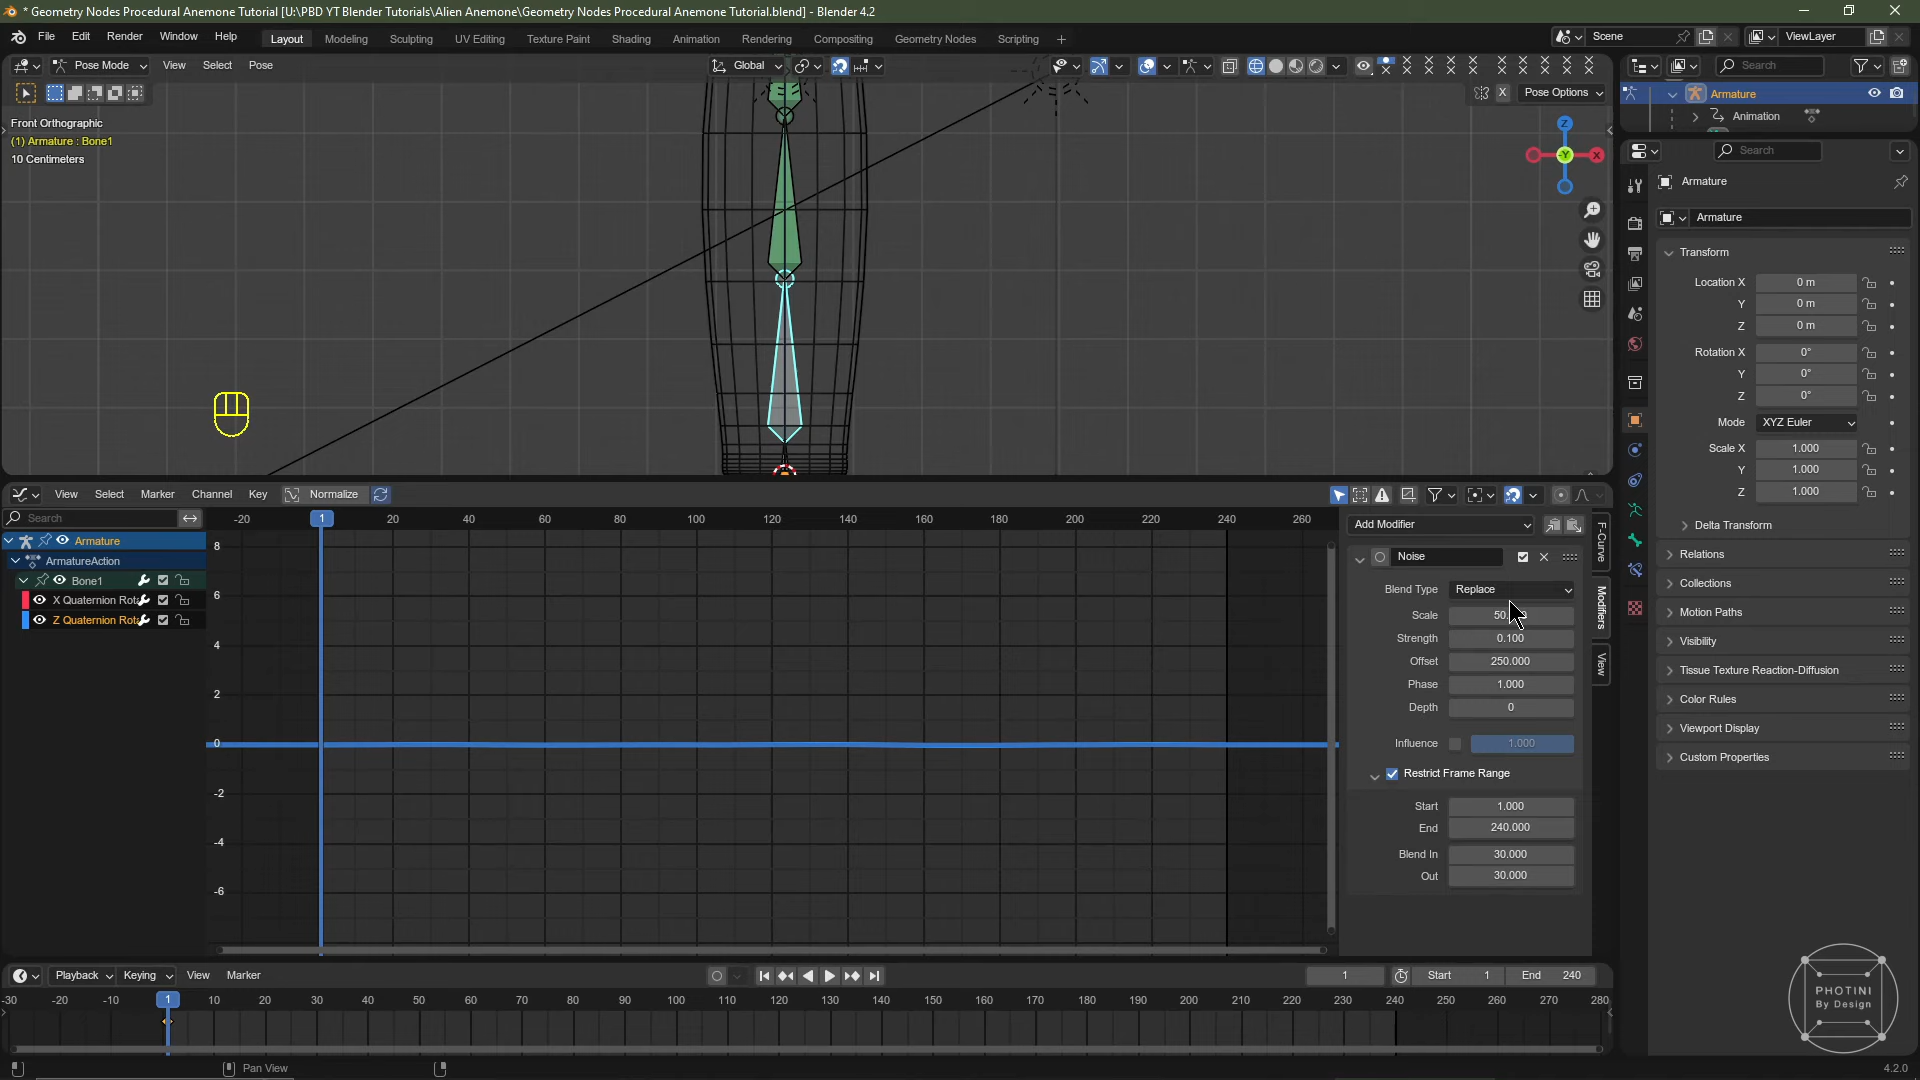 * Geometry Nodes Procedural Anemone Tutorial [U:\PBD YT Blender Tutorials\Alien Anemone\Geometry Nodes Procedural Anemone Tutorial.blend] - Blender 4.2
File Edit Render Window Help Layout Modeling Sculpting UV Editing Texture Paint Shading Animation Rendering Compositing Geometry Nodes Scripting + Scene ViewLayer
Pose Mode View Select Pose Global Search
X Pose Options Armature
Animation
Front Orthographic
(1) Armature : Bone1
10 Centimeters
Z
Y
X
Search
Armature
Armature
Transform
Location X 0 m
Y 0 m
Z 0 m
Rotation X 0°
Y 0°
Z 0°
Mode XYZ Euler
Scale X 1.000
Y 1.000
Z 1.000
Delta Transform
Relations
Collections
Motion Paths
Visibility
Tissue Texture Reaction-Diffusion
Color Rules
Viewport Display
Custom Properties
View Select Marker Channel Key Normalize
Search
-20 1 20 40 60 80 100 120 140 160 180 200 220 240 260
Armature
ArmatureAction
Bone1
X Quaternion Rot
Z Quaternion Rot
8
6
4
2
0
-2
-4
-6
Add Modifier
Noise
Blend Type Replace
Scale
Strength 0.100
Offset 250.000
Phase 1.000
Depth 0
Influence 1.000
Restrict Frame Range
Start 1.000
End 240.000
Blend In 30.000
Out 30.000
F-Curve
Modifiers
View
Playback Keying View Marker 1 Start 1 End 240
-30 -20 -10 1 10 20 30 40 50 60 70 80 90 100 110 120 130 140 150 160 170 180 190 200 210 220 230 240 250 260 270 280
PHOTINI
By Design
Pan View 4.2.0